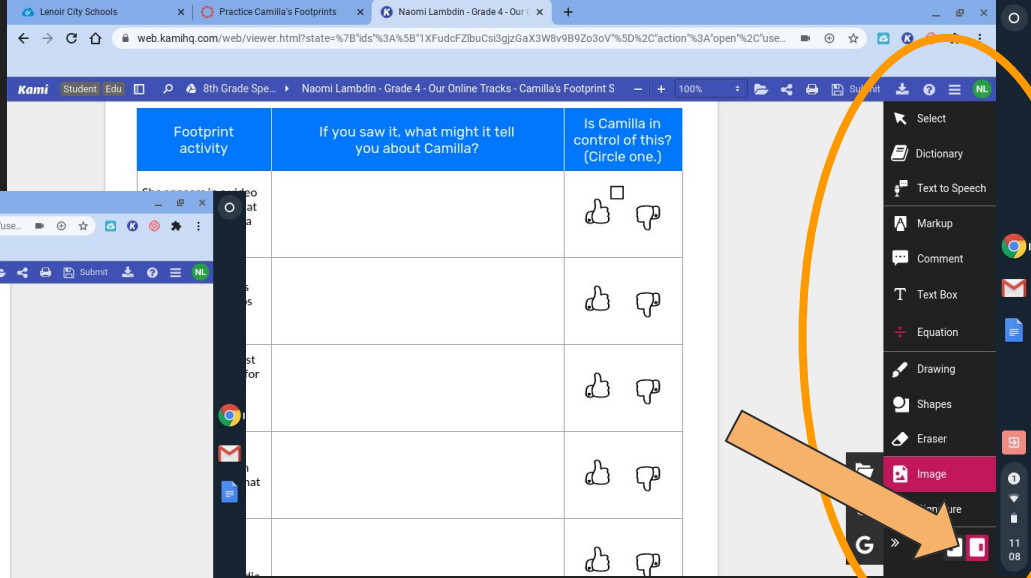 Lenoir City Schools
Practice Camilla's Footprints
Naomi Lambdin - Grade 4 - Our
web.kamihq.com/web/viewer.html?state=%7B"ids"%3A%5B"1XFudcFZlbuCsi3gjzGaX3W8v9B9Zo3oV"%5D%2C"action"%3A"open"%2C"use...
Kami Student Edu 8th Grade Spe... Naomi Lambdin - Grade 4 - Our Online Tracks - Camilla's Footprint S 100% NL
Select
Dictionary
Text to Speech
Markup
Comment
Text Box
Equation
Drawing
Shapes
Eraser
Image
11
08
Footprint
activity
If you saw it, what might it tell
you about Camilla?
Is Camilla in
control of this?
(Circle one.)
at
a
st
for
Submit NL